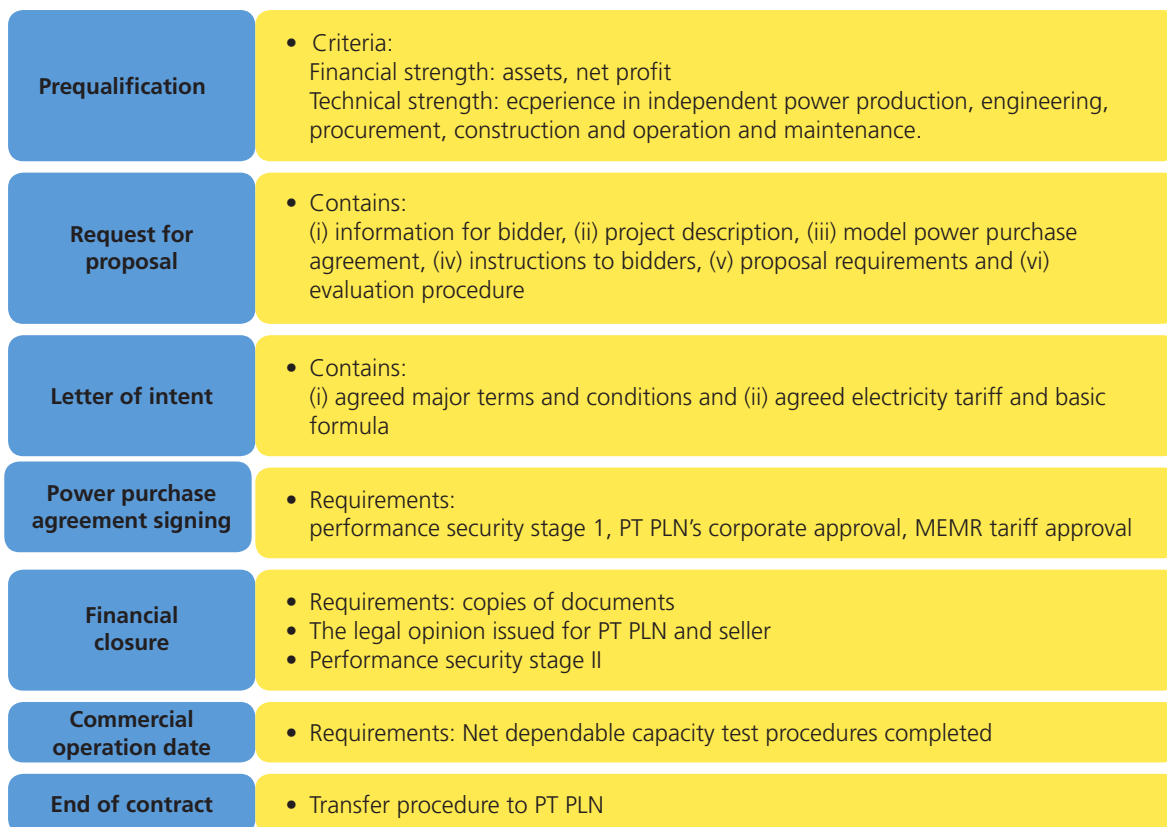 Prequalification
• Criteria:
Financial strength: assets, net profit
Technical strength: ecperience in independent power production, engineering,
procurement, construction and operation and maintenance.
Request for
proposal
• Contains:
(i) information for bidder, (ii) project description, (iii) model power purchase
agreement, (iv) instructions to bidders, (v) proposal requirements and (vi)
evaluation procedure
Letter of intent
• Contains:
(i) agreed major terms and conditions and (ii) agreed electricity tariff and basic
formula
Power purchase
agreement signing
• Requirements:
performance security stage 1, PT PLN’s corporate approval, MEMR tariff approval
Financial
closure
• Requirements: copies of documents
• The legal opinion issued for PT PLN and seller
• Performance security stage II
Commercial
operation date
• Requirements: Net dependable capacity test procedures completed
End of contract
• Transfer procedure to PT PLN